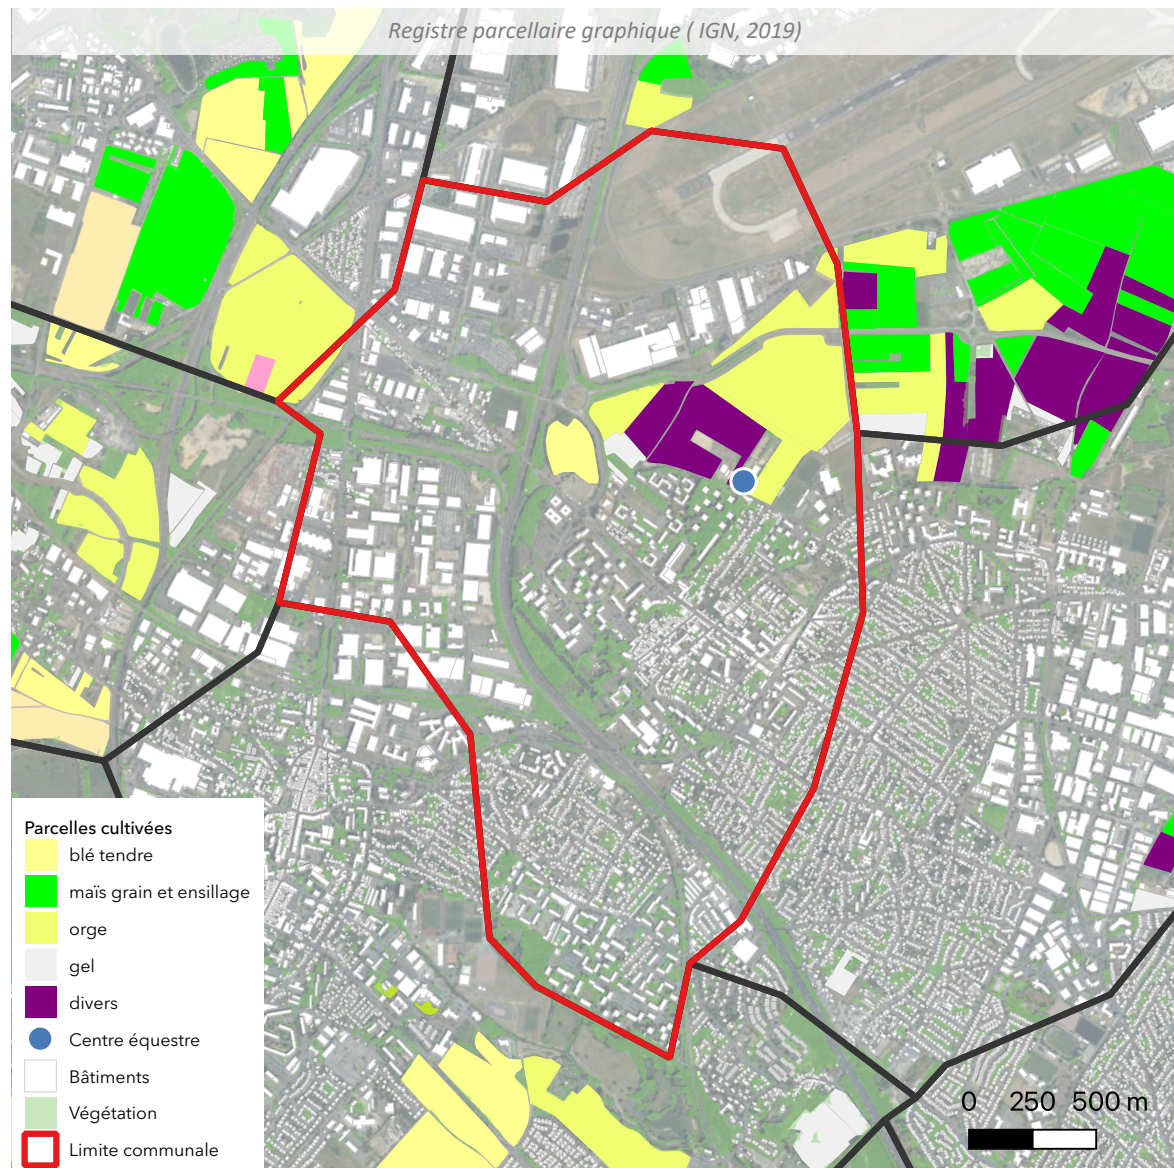 Registre parcellaire graphique ( IGN, 2019)
Parcelles cultivées
blé tendre
maïs grain et ensillage
orge
gel
divers
Centre équestre
Bâtiments
Végétation
Limite communale
0 250 500 m